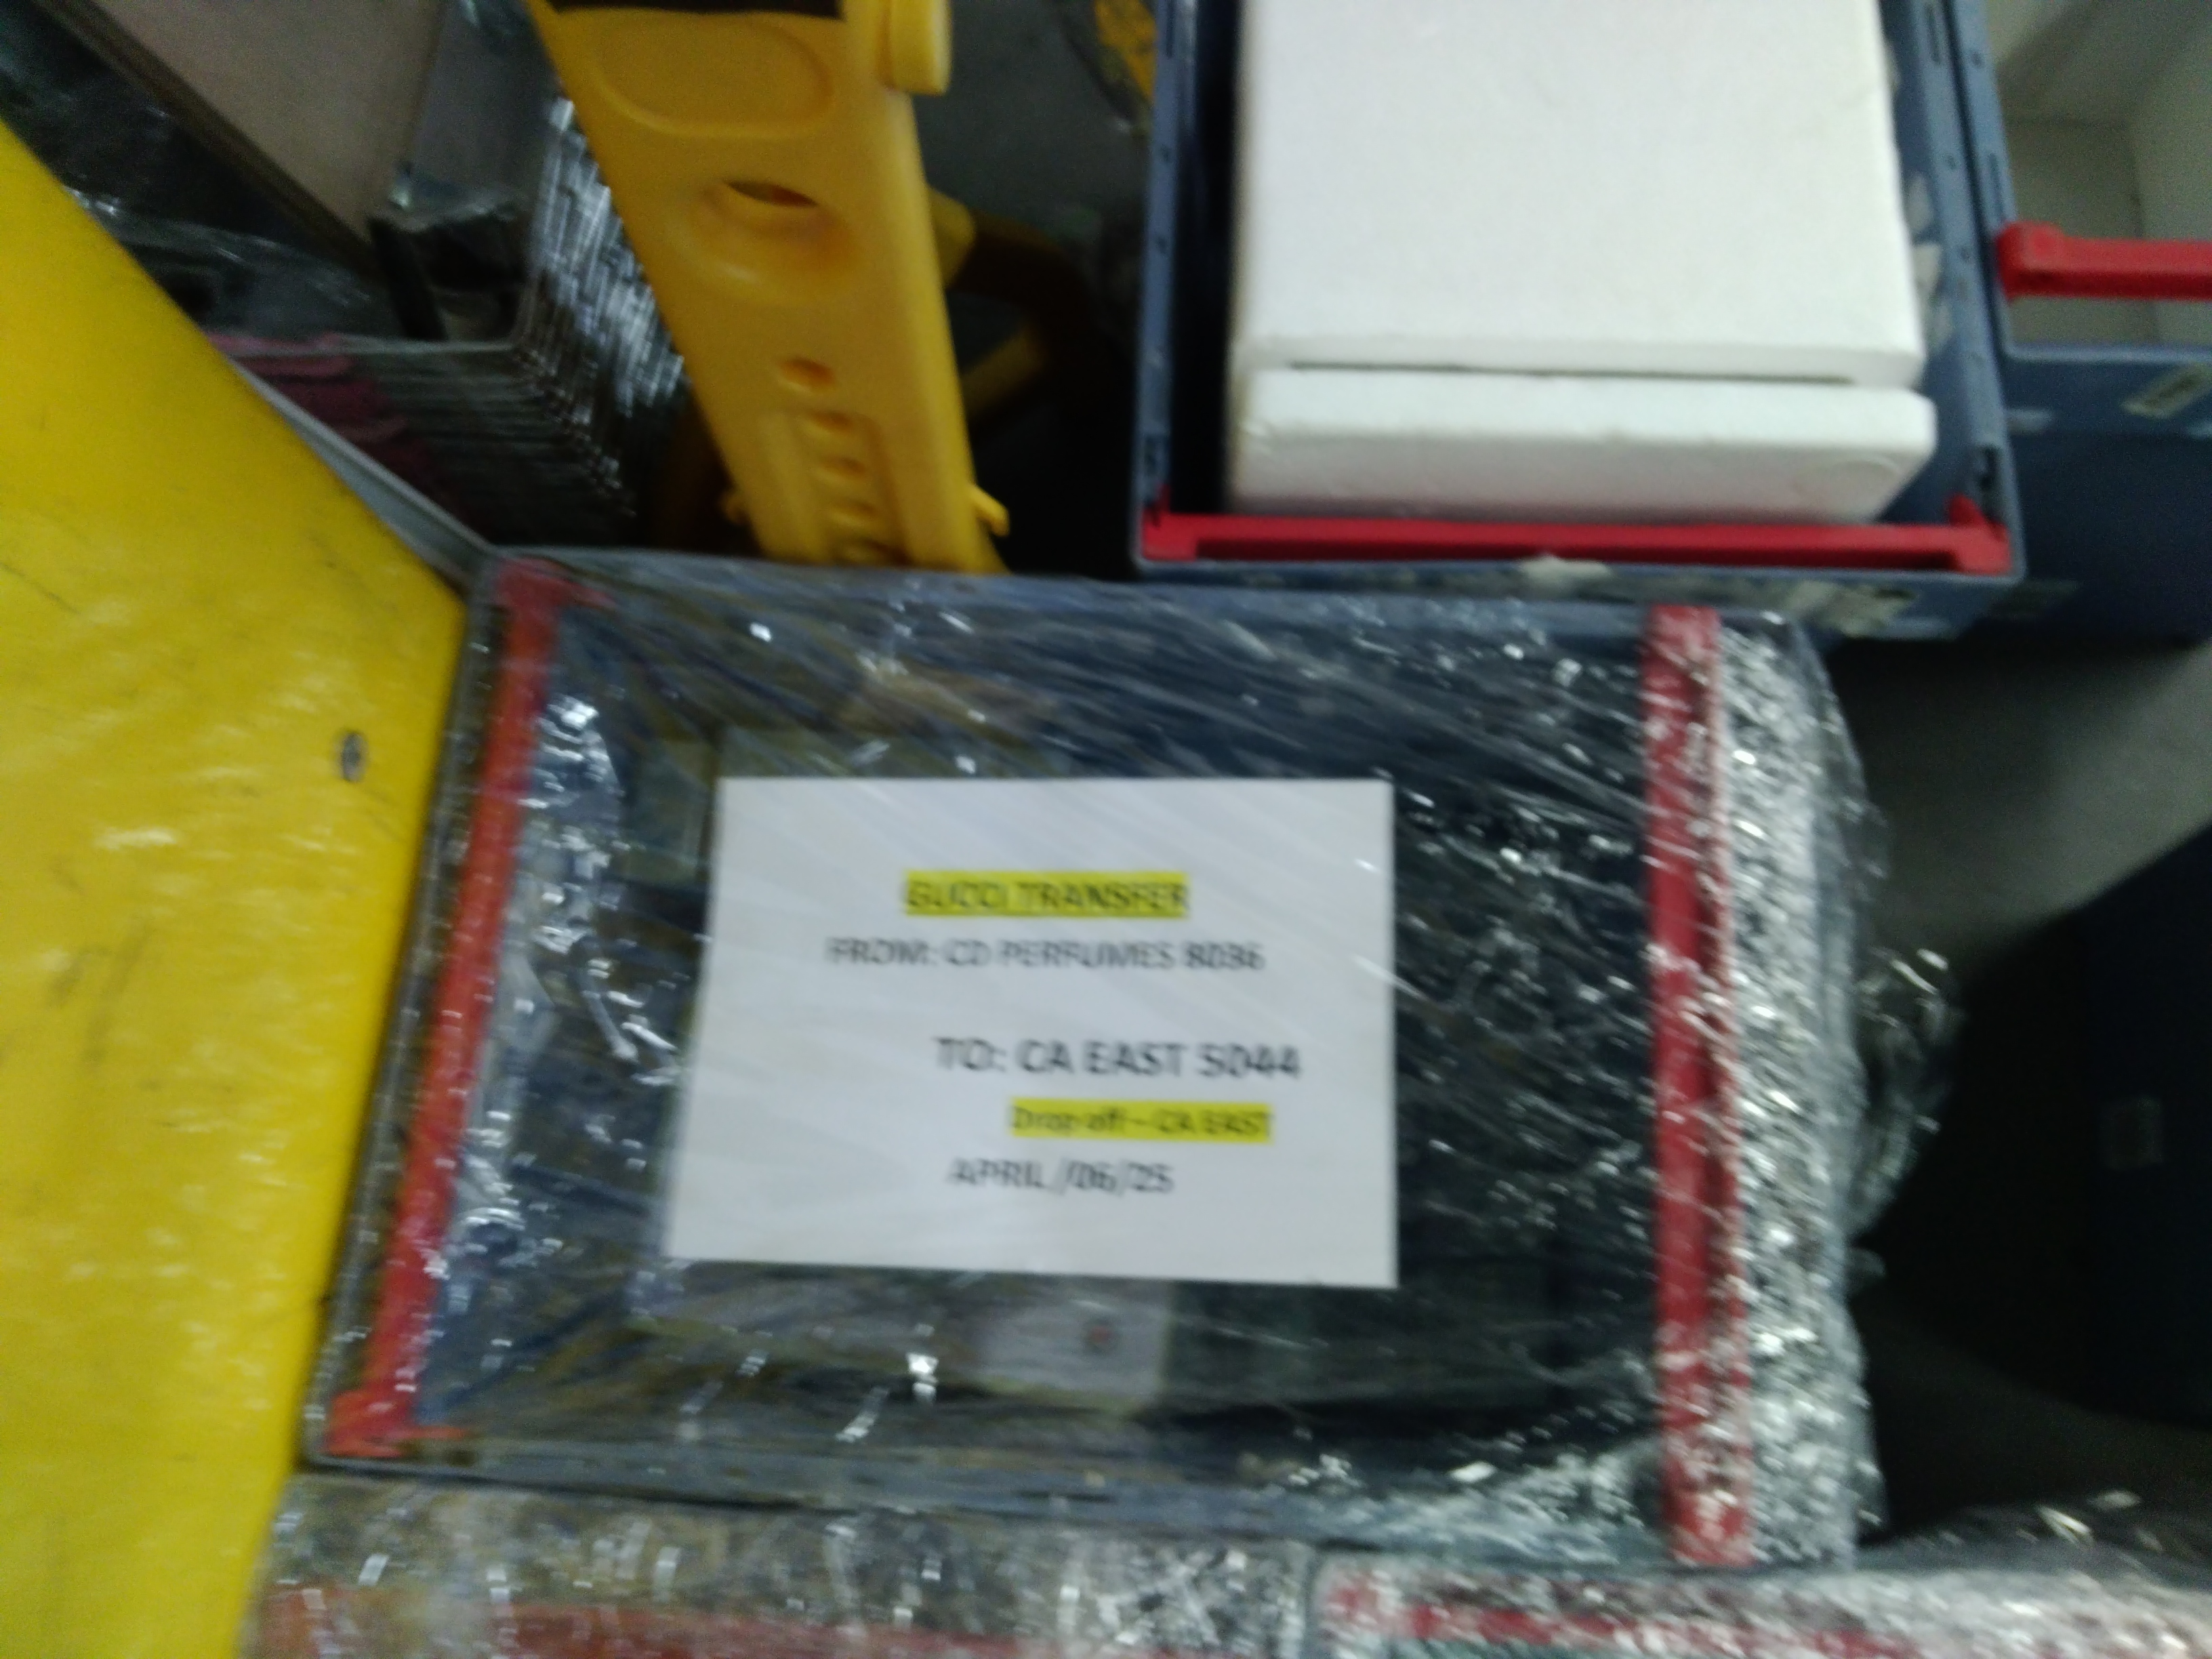 GUCCI TRANSFER
FROM: CD PERFUMES 8036
TO: CA EAST 5044
Drop off – CA EAST
APRIL /06/25